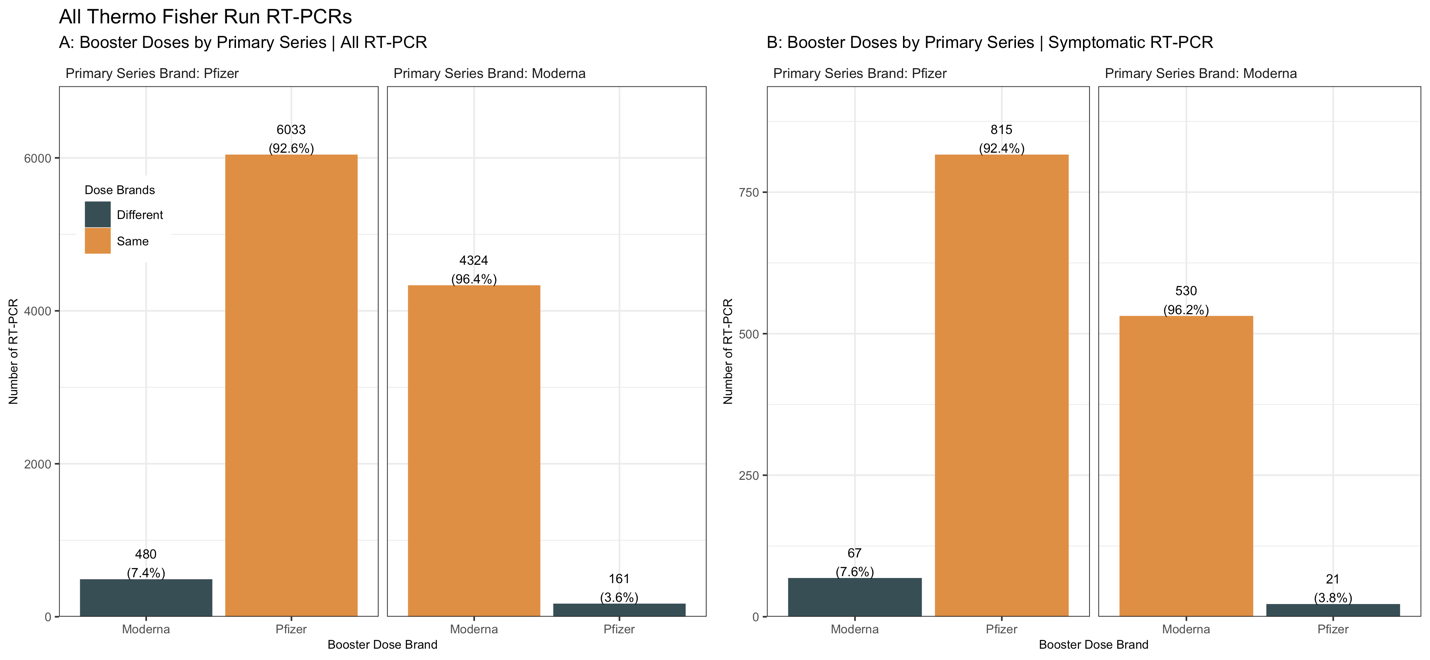 All Thermo Fisher Run RT-PCRs
A: Booster Doses by Primary Series | All RT-PCR
Primary Series Brand: Pfizer
Primary Series Brand: Moderna
Number of RT-PCR
6000
4000
2000
0
Dose Brands
Different
Same
480
(7.4%)
6033
(92.6%)
4324
(96.4%)
161
(3.6%)
Moderna
Pfizer
Moderna
Pfizer
Booster Dose Brand
B: Booster Doses by Primary Series | Symptomatic RT-PCR
Primary Series Brand: Pfizer
Primary Series Brand: Moderna
Number of RT-PCR
750
500
250
0
67
(7.6%)
815
(92.4%)
530
(96.2%)
21
(3.8%)
Moderna
Pfizer
Moderna
Pfizer
Booster Dose Brand